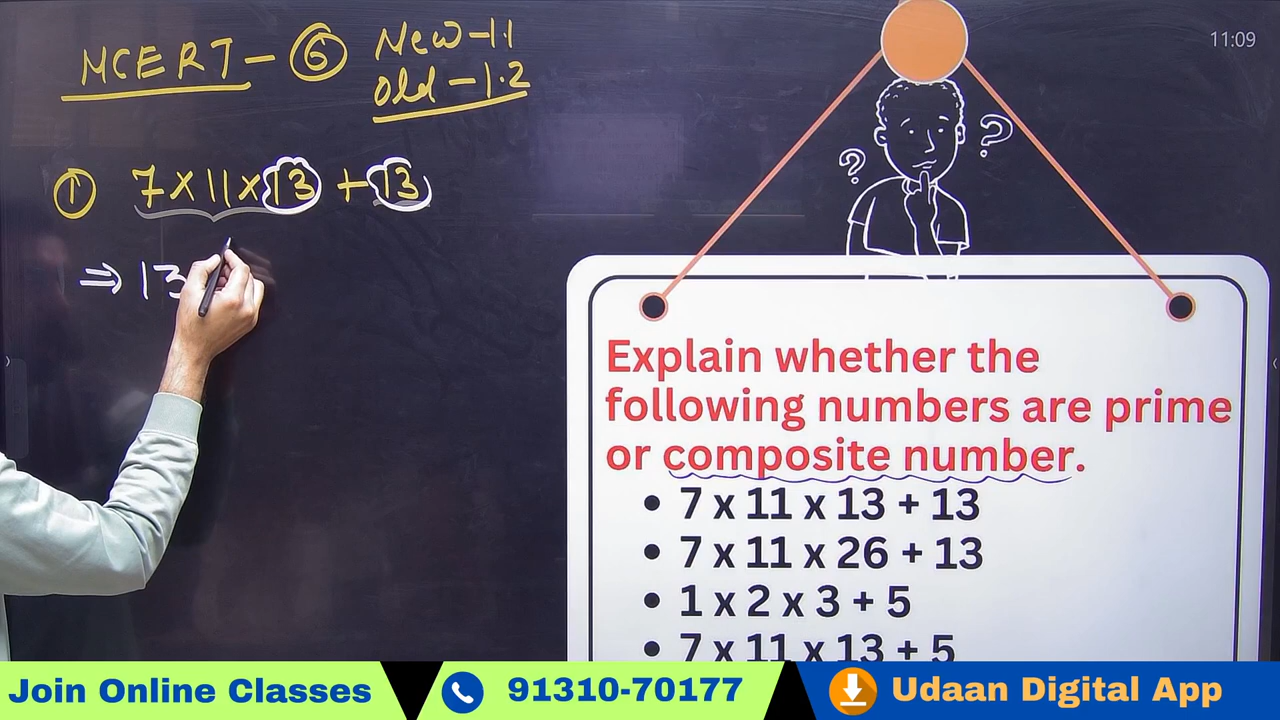 NCERT - 6 New - 1.1
Old - 1.2
11:09
① 7 × 11 × 13 + 13
⇒ 13
? ?
Explain whether the
following numbers are prime
or composite number.
• 7 x 11 x 13 + 13
• 7 x 11 x 26 + 13
• 1 x 2 x 3 + 5
• 7 x 11 x 13 + 5
Join Online Classes 91310-70177 Udaan Digital App